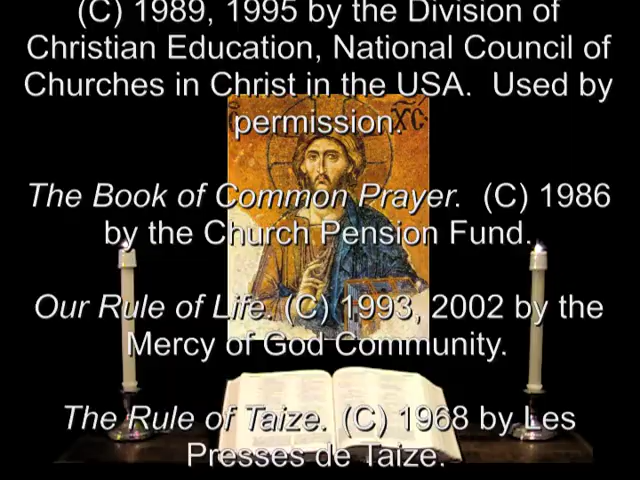 (C) 1989, 1995 by the Division of
Christian Education, National Council of
Churches in Christ in the USA. Used by
permission.
The Book of Common Prayer. (C) 1986
by the Church Pension Fund.
Our Rule of Life. (C) 1993, 2002 by the
Mercy of God Community.
The Rule of Taize. (C) 1968 by Les
Presses de Taize.